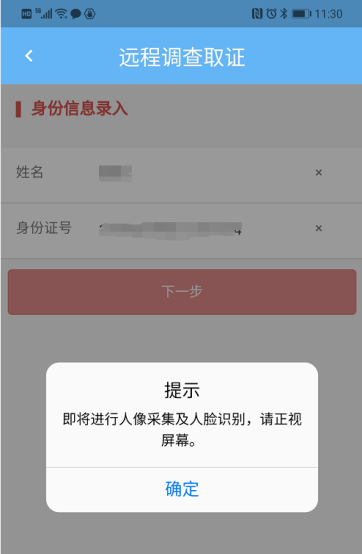 11:30
远程调查取证
身份信息录入
姓名
身份证号
下一步
提示
即将进行人像采集及人脸识别，请正视
屏幕。
确定